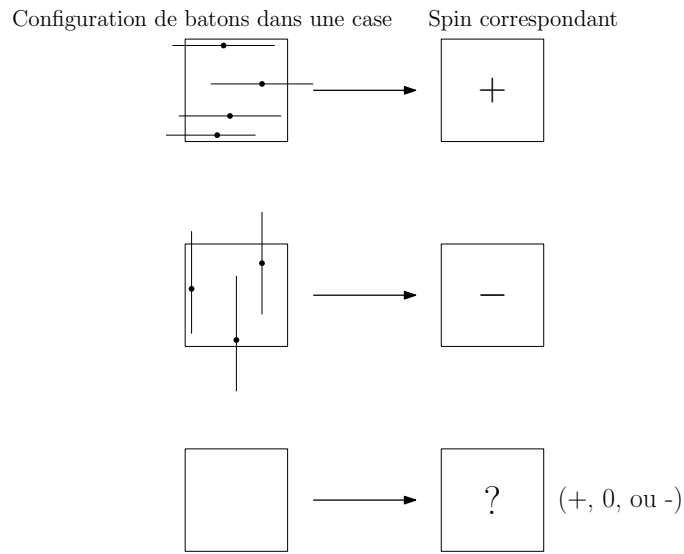 Configuration de batons dans une case Spin correspondant
+
−
? (+, 0, ou -)